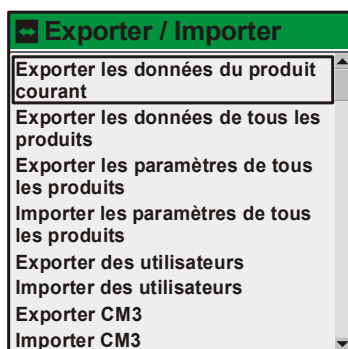 Exporter / Importer
Exporter les données du produit
courant
Exporter les données de tous les
produits
Exporter les paramètres de tous
les produits
Importer les paramètres de tous
les produits
Exporter des utilisateurs
Importer des utilisateurs
Exporter CM3
Importer CM3